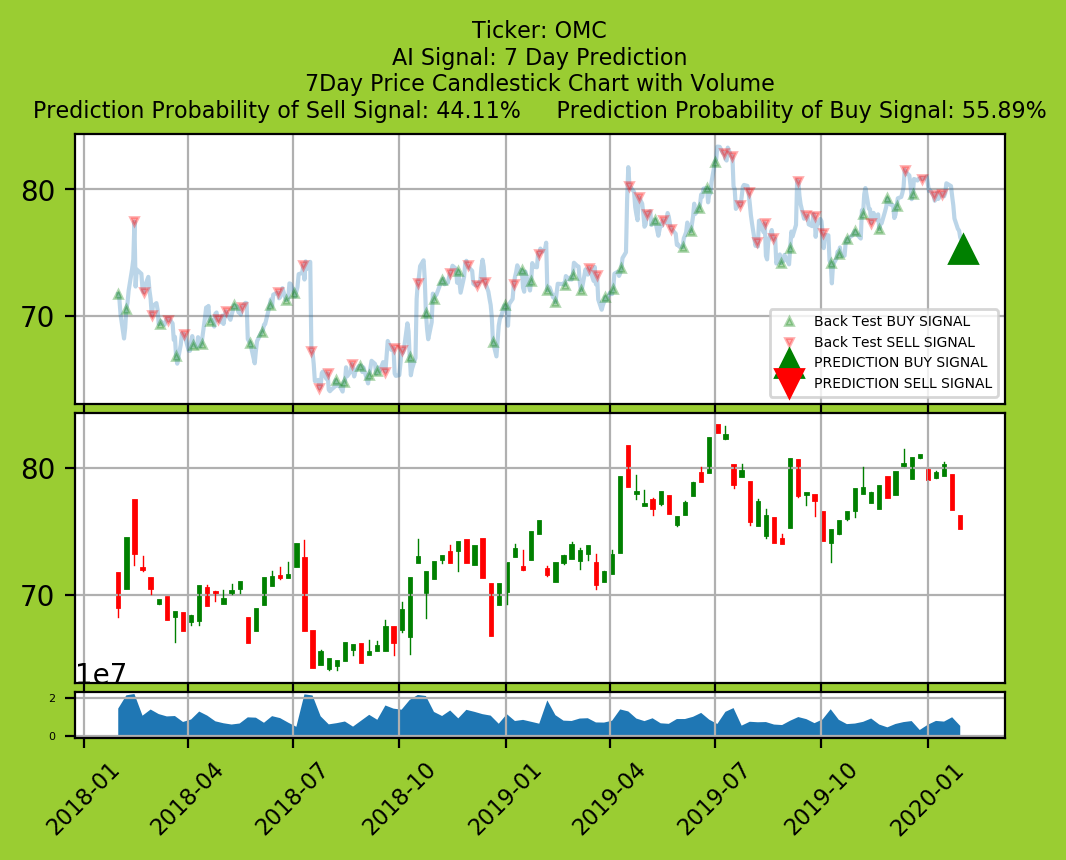 Ticker: OMC
AI Signal: 7 Day Prediction
7Day Price Candlestick Chart with Volume
Prediction Probability of Sell Signal: 44.11% Prediction Probability of Buy Signal: 55.89%
80
70
Back Test BUY SIGNAL
Back Test SELL SIGNAL
PREDICTION BUY SIGNAL
PREDICTION SELL SIGNAL
80
70
1e7
2
0
2018-01 2018-04 2018-07 2018-10 2019-01 2019-04 2019-07 2019-10 2020-01